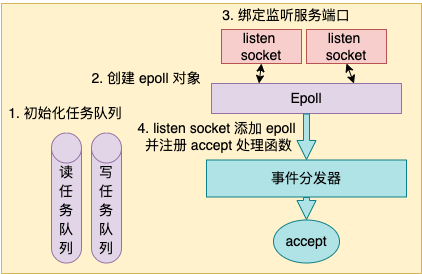 3. 绑定监听服务端口
listen
socket
listen
socket
2. 创建 epoll 对象
Epoll
1. 初始化任务队列
4. listen socket 添加 epoll
并注册 accept 处理函数
读任务队列
写任务队列
事件分发器
accept